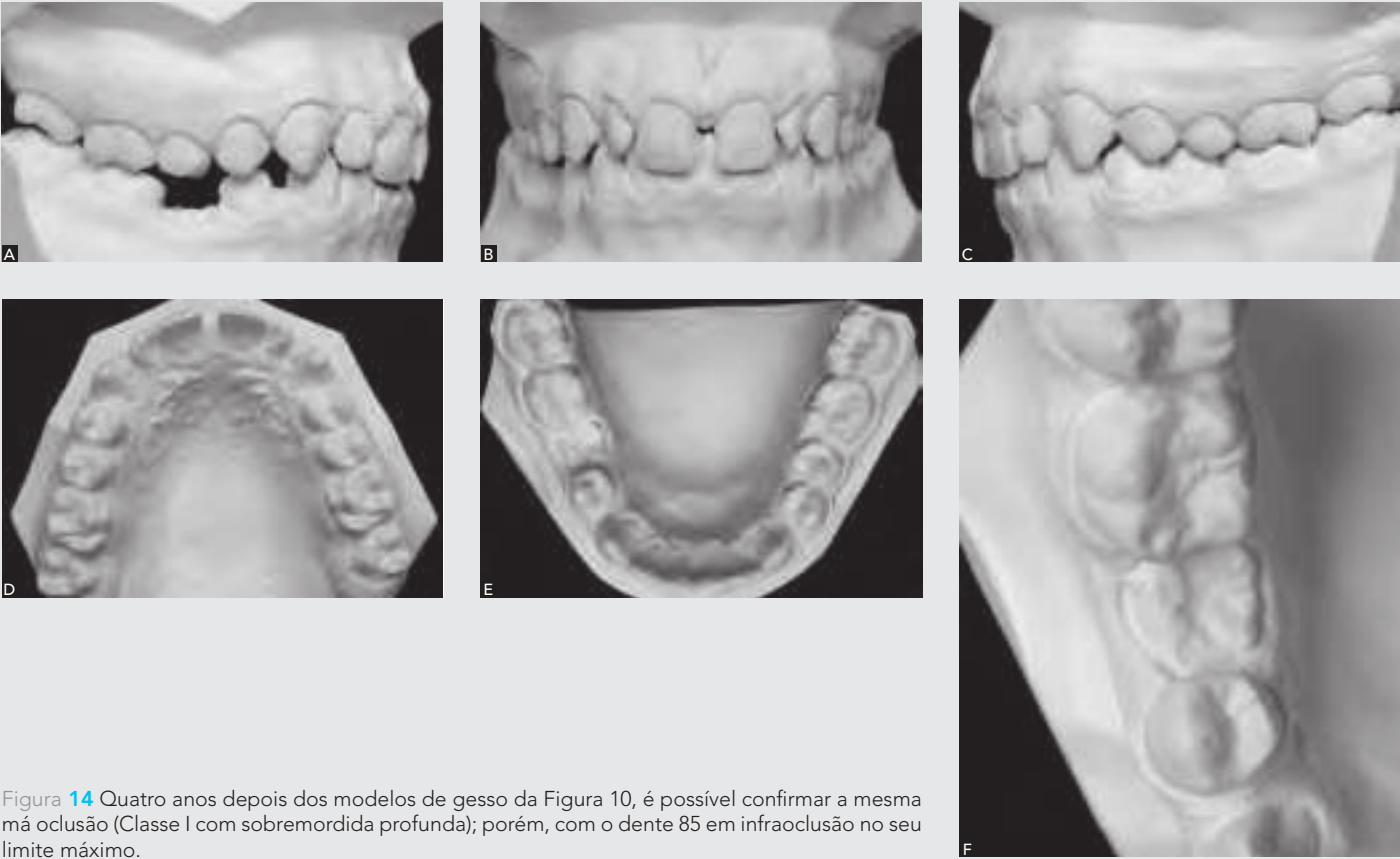 A
B
C
D
E
F
Figura 14 Quatro anos depois dos modelos de gesso da Figura 10, é possível confirmar a mesma
má oclusão (Classe I com sobremordida profunda); porém, com o dente 85 em infraoclusão no seu
limite máximo.